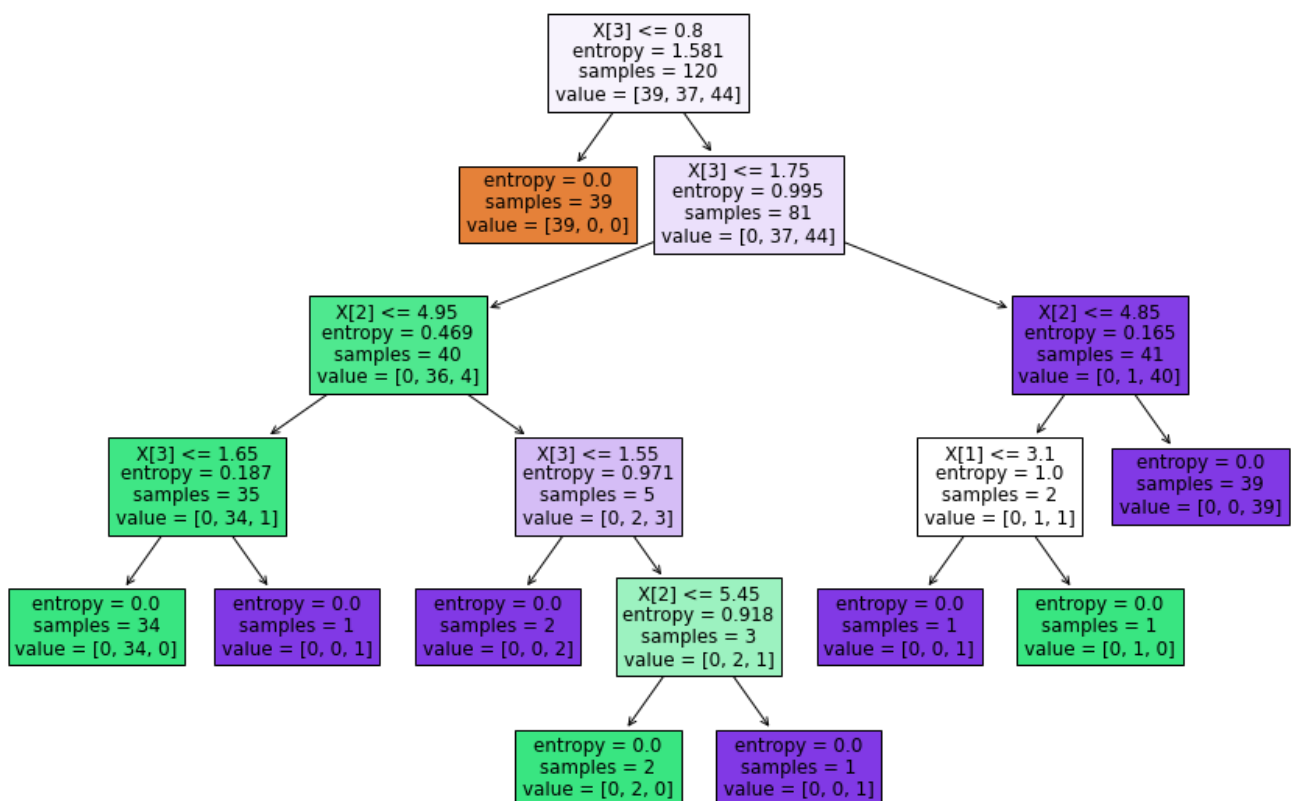 X[3] <= 0.8
entropy = 1.581
samples = 120
value = [39, 37, 44]
entropy = 0.0
samples = 39
value = [39, 0, 0]
X[3] <= 1.75
entropy = 0.995
samples = 81
value = [0, 37, 44]
X[2] <= 4.95
entropy = 0.469
samples = 40
value = [0, 36, 4]
X[2] <= 4.85
entropy = 0.165
samples = 41
value = [0, 1, 40]
X[3] <= 1.65
entropy = 0.187
samples = 35
value = [0, 34, 1]
X[3] <= 1.55
entropy = 0.971
samples = 5
value = [0, 2, 3]
X[1] <= 3.1
entropy = 1.0
samples = 2
value = [0, 1, 1]
entropy = 0.0
samples = 39
value = [0, 0, 39]
entropy = 0.0
samples = 34
value = [0, 34, 0]
entropy = 0.0
samples = 1
value = [0, 0, 1]
entropy = 0.0
samples = 2
value = [0, 0, 2]
X[2] <= 5.45
entropy = 0.918
samples = 3
value = [0, 2, 1]
entropy = 0.0
samples = 1
value = [0, 0, 1]
entropy = 0.0
samples = 1
value = [0, 1, 0]
entropy = 0.0
samples = 2
value = [0, 2, 0]
entropy = 0.0
samples = 1
value = [0, 0, 1]